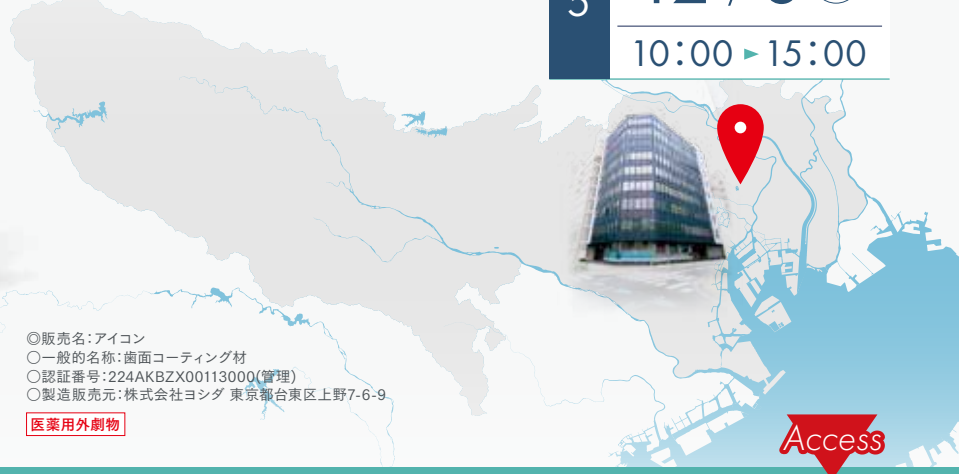 5
10：00 ► 15：00
◎販売名：アイコン
○一般的名称：歯面コーティング材
○認証番号：224AKBZX00113000(管理)
○製造販売元：株式会社ヨシダ 東京都台東区上野7-6-9
医薬用外劇物
Access